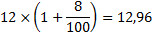 12 × (1 + 8/100) = 12,96